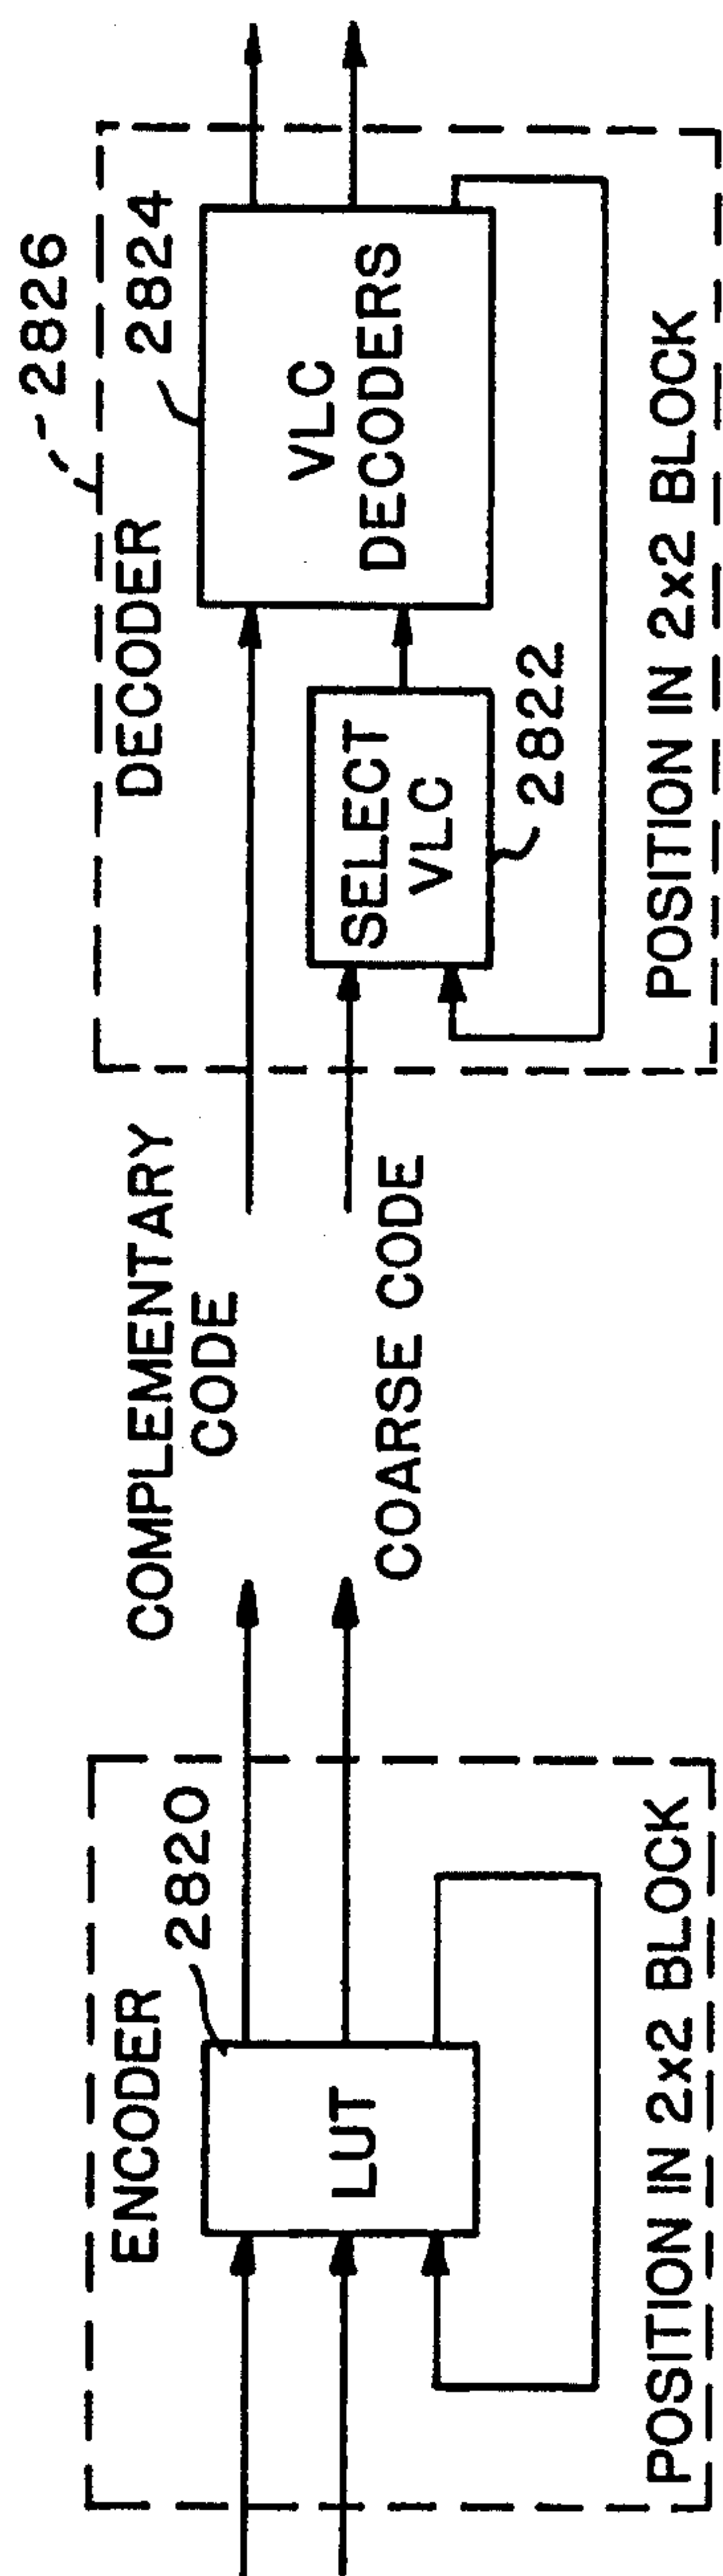 ENCODER
2820
LUT
POSITION IN 2x2 BLOCK
COMPLEMENTARY
CODE
COARSE CODE
2826
DECODER
2824
VLC
DECODERS
SELECT
VLC
2822
POSITION IN 2x2 BLOCK